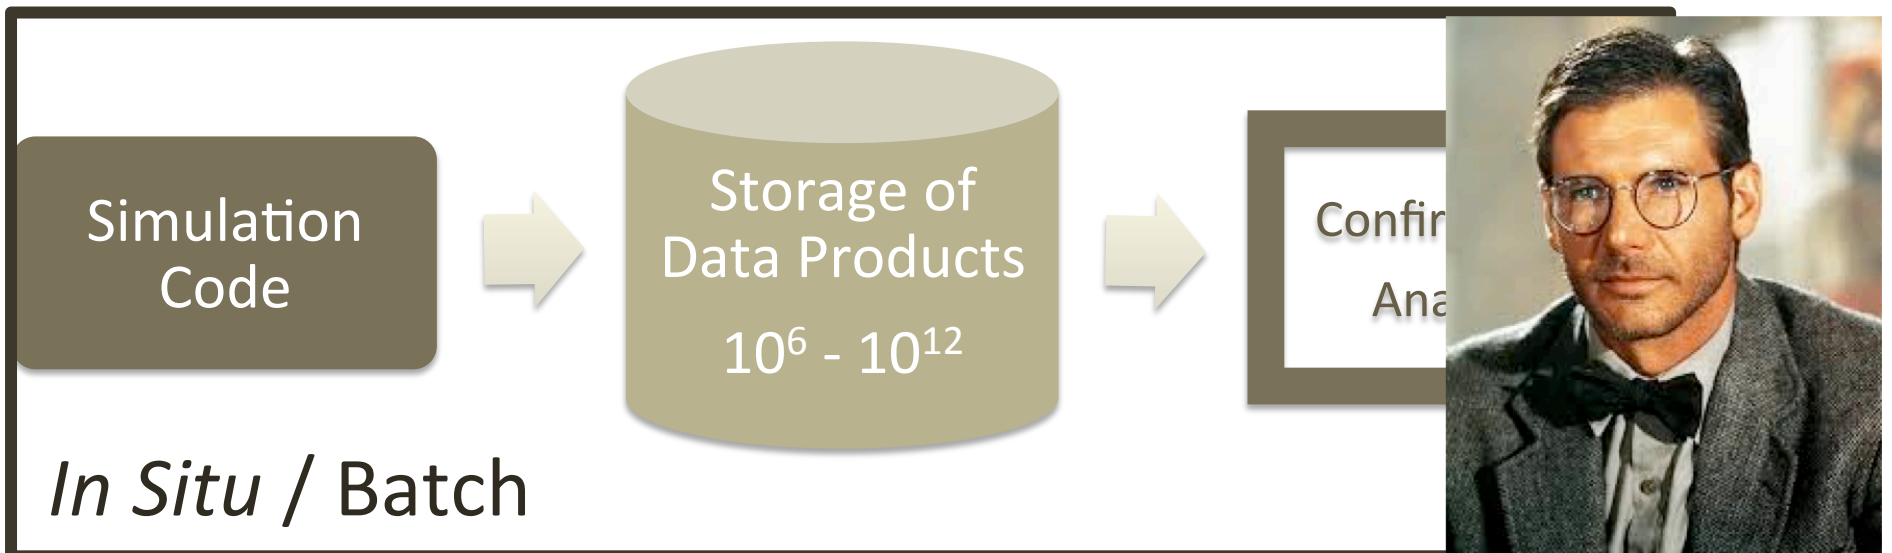 Simulation
Code
Storage of
Data Products
10⁶ - 10¹²
In Situ / Batch